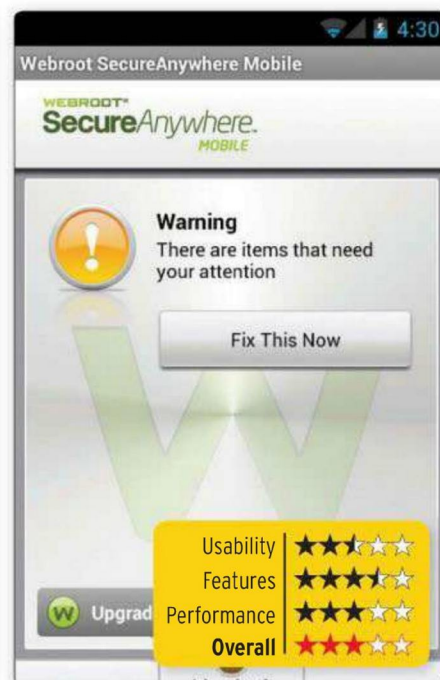 4:30
Webroot SecureAnywhere Mobile
WEBROOT®
SecureAnywhere.
MOBILE
Warning
There are items that need
your attention
Fix This Now
Usability
Features
W Upgrad
Performance
Overall